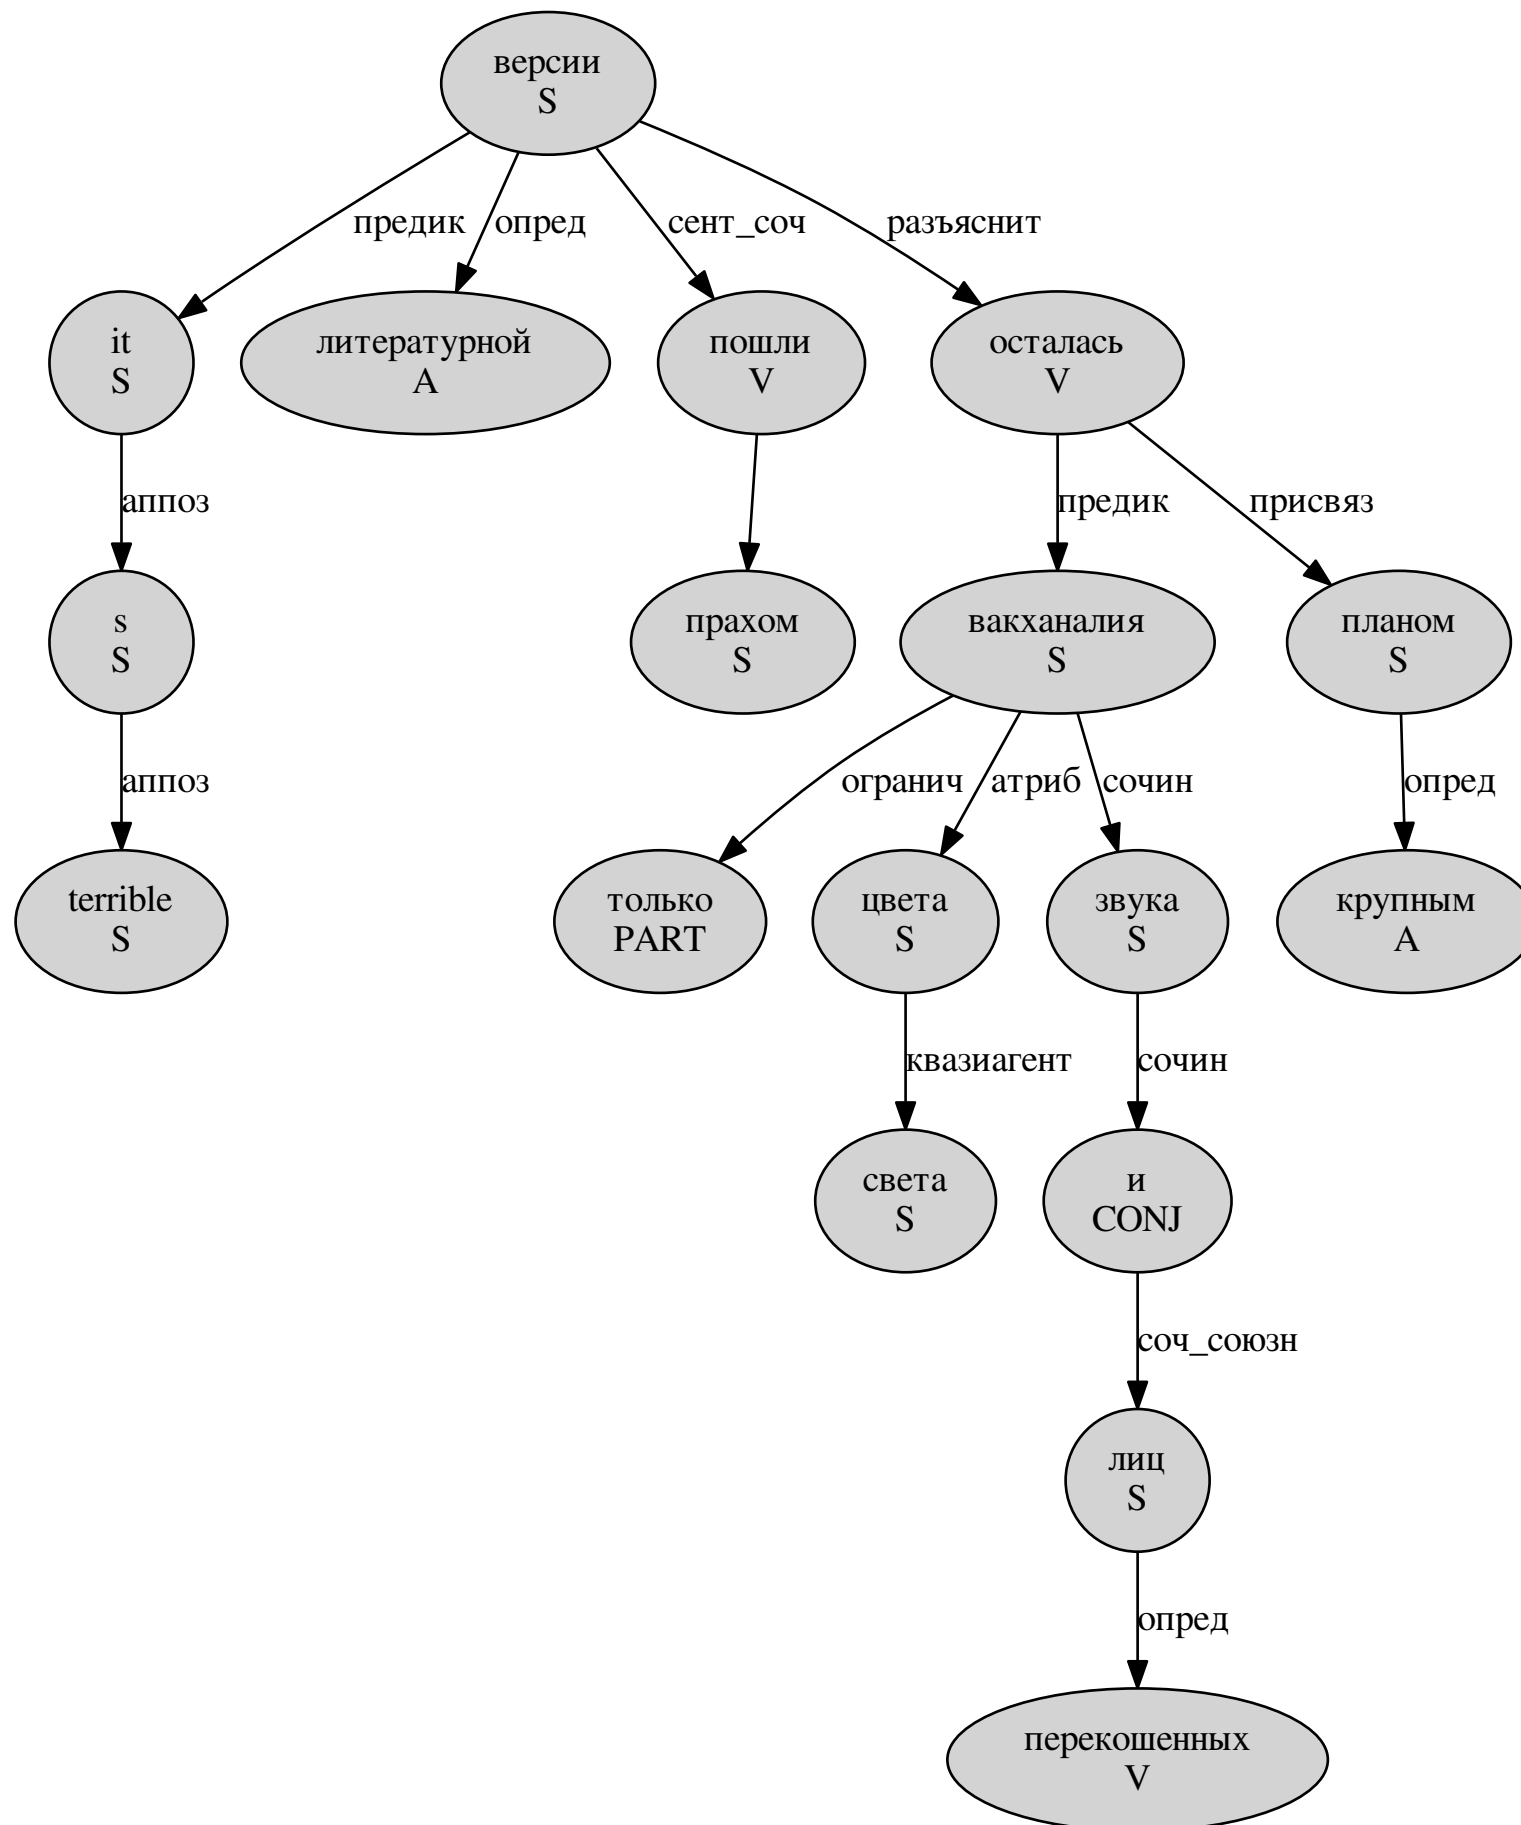 версии
S
предик
опред
сент_соч
разъяснит
it
S
литературной
A
пошли
V
осталась
V
аппоз
предик
присвяз
s
S
прахом
S
вакханалия
S
планом
S
аппоз
огранич
атриб
сочин
опред
terrible
S
только
PART
цвета
S
звука
S
крупным
A
квазиагент
сочин
света
S
и
CONJ
соч_союзн
лиц
S
опред
перекошенных
V